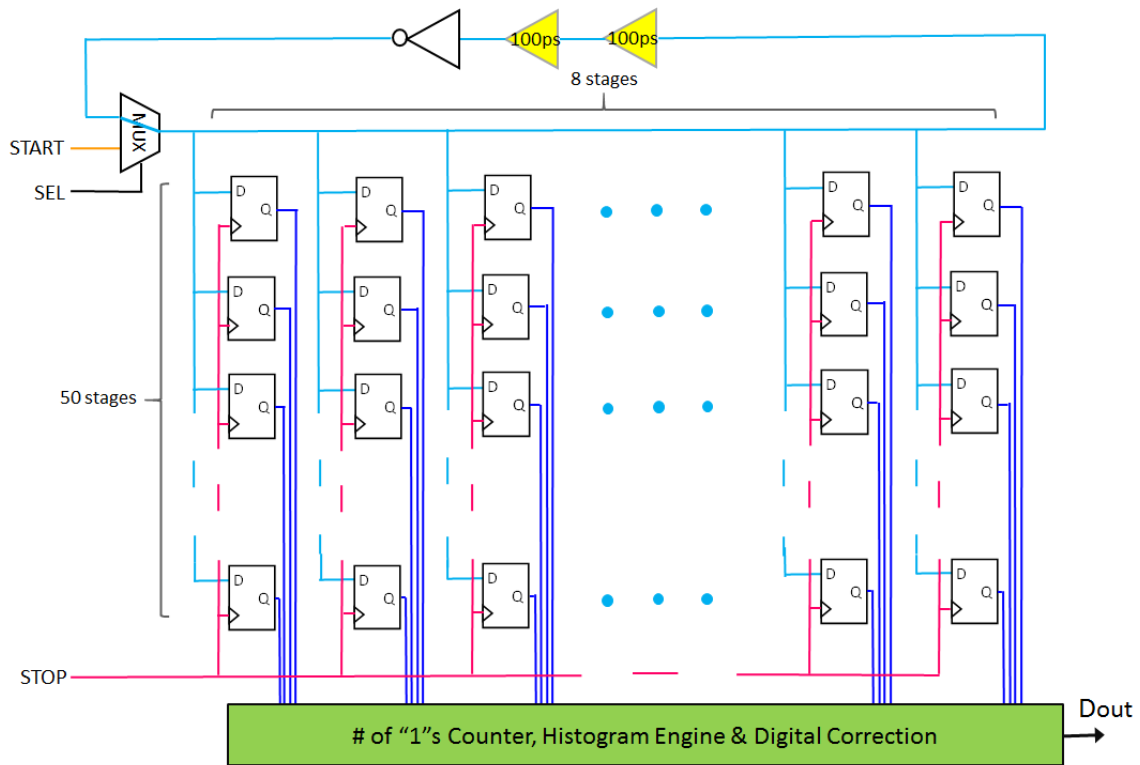 100ps 100ps
8 stages
MUX
START
SEL
D Q D Q D Q D Q D Q
D Q D Q D Q D Q D Q
50 stages
D Q D Q D Q D Q D Q
D Q D Q D Q D Q D Q
STOP
Dout
# of “1”s Counter, Histogram Engine & Digital Correction